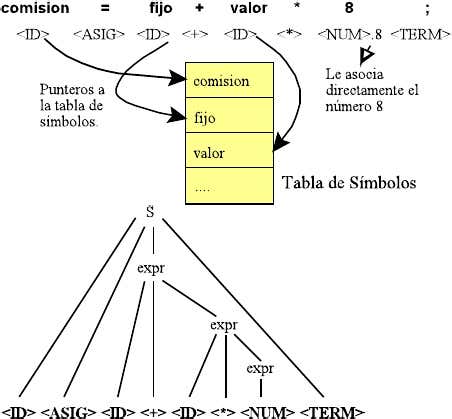 comision = fijo + valor * 8 ;
<ID> <ASIG> <ID> <+> <ID> <*> <NUM>.8 <TERM>
Punteros a
la tabla de
símbolos.
Le asocia
directamente el
número 8
comision
fijo
valor
....
Tabla de Símbolos
S
expr
expr
expr
<ID> <ASIG> <ID> <+> <ID> <*> <NUM> <TERM>